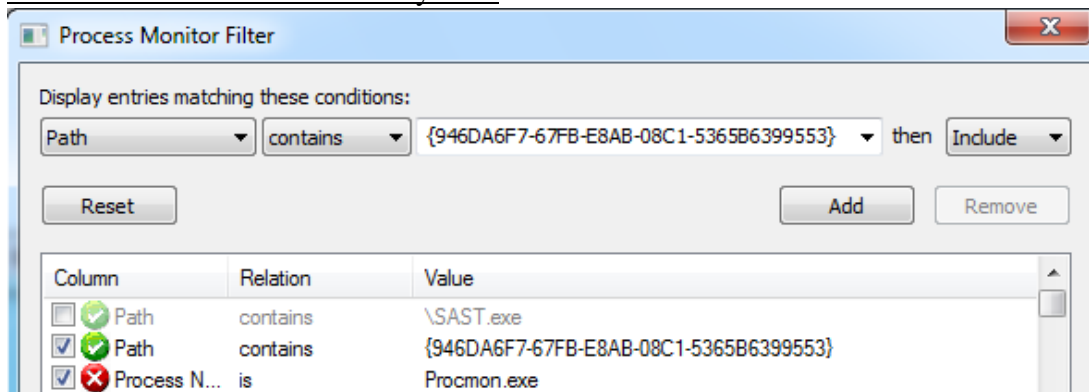 Process Monitor Filter
Display entries matching these conditions:
Path contains {946DA6F7-67FB-E8AB-08C1-5365B6399553} then Include
Reset Add Remove
Column Relation Value
Path contains \SAST.exe
Path contains {946DA6F7-67FB-E8AB-08C1-5365B6399553}
Process N... is Procmon.exe